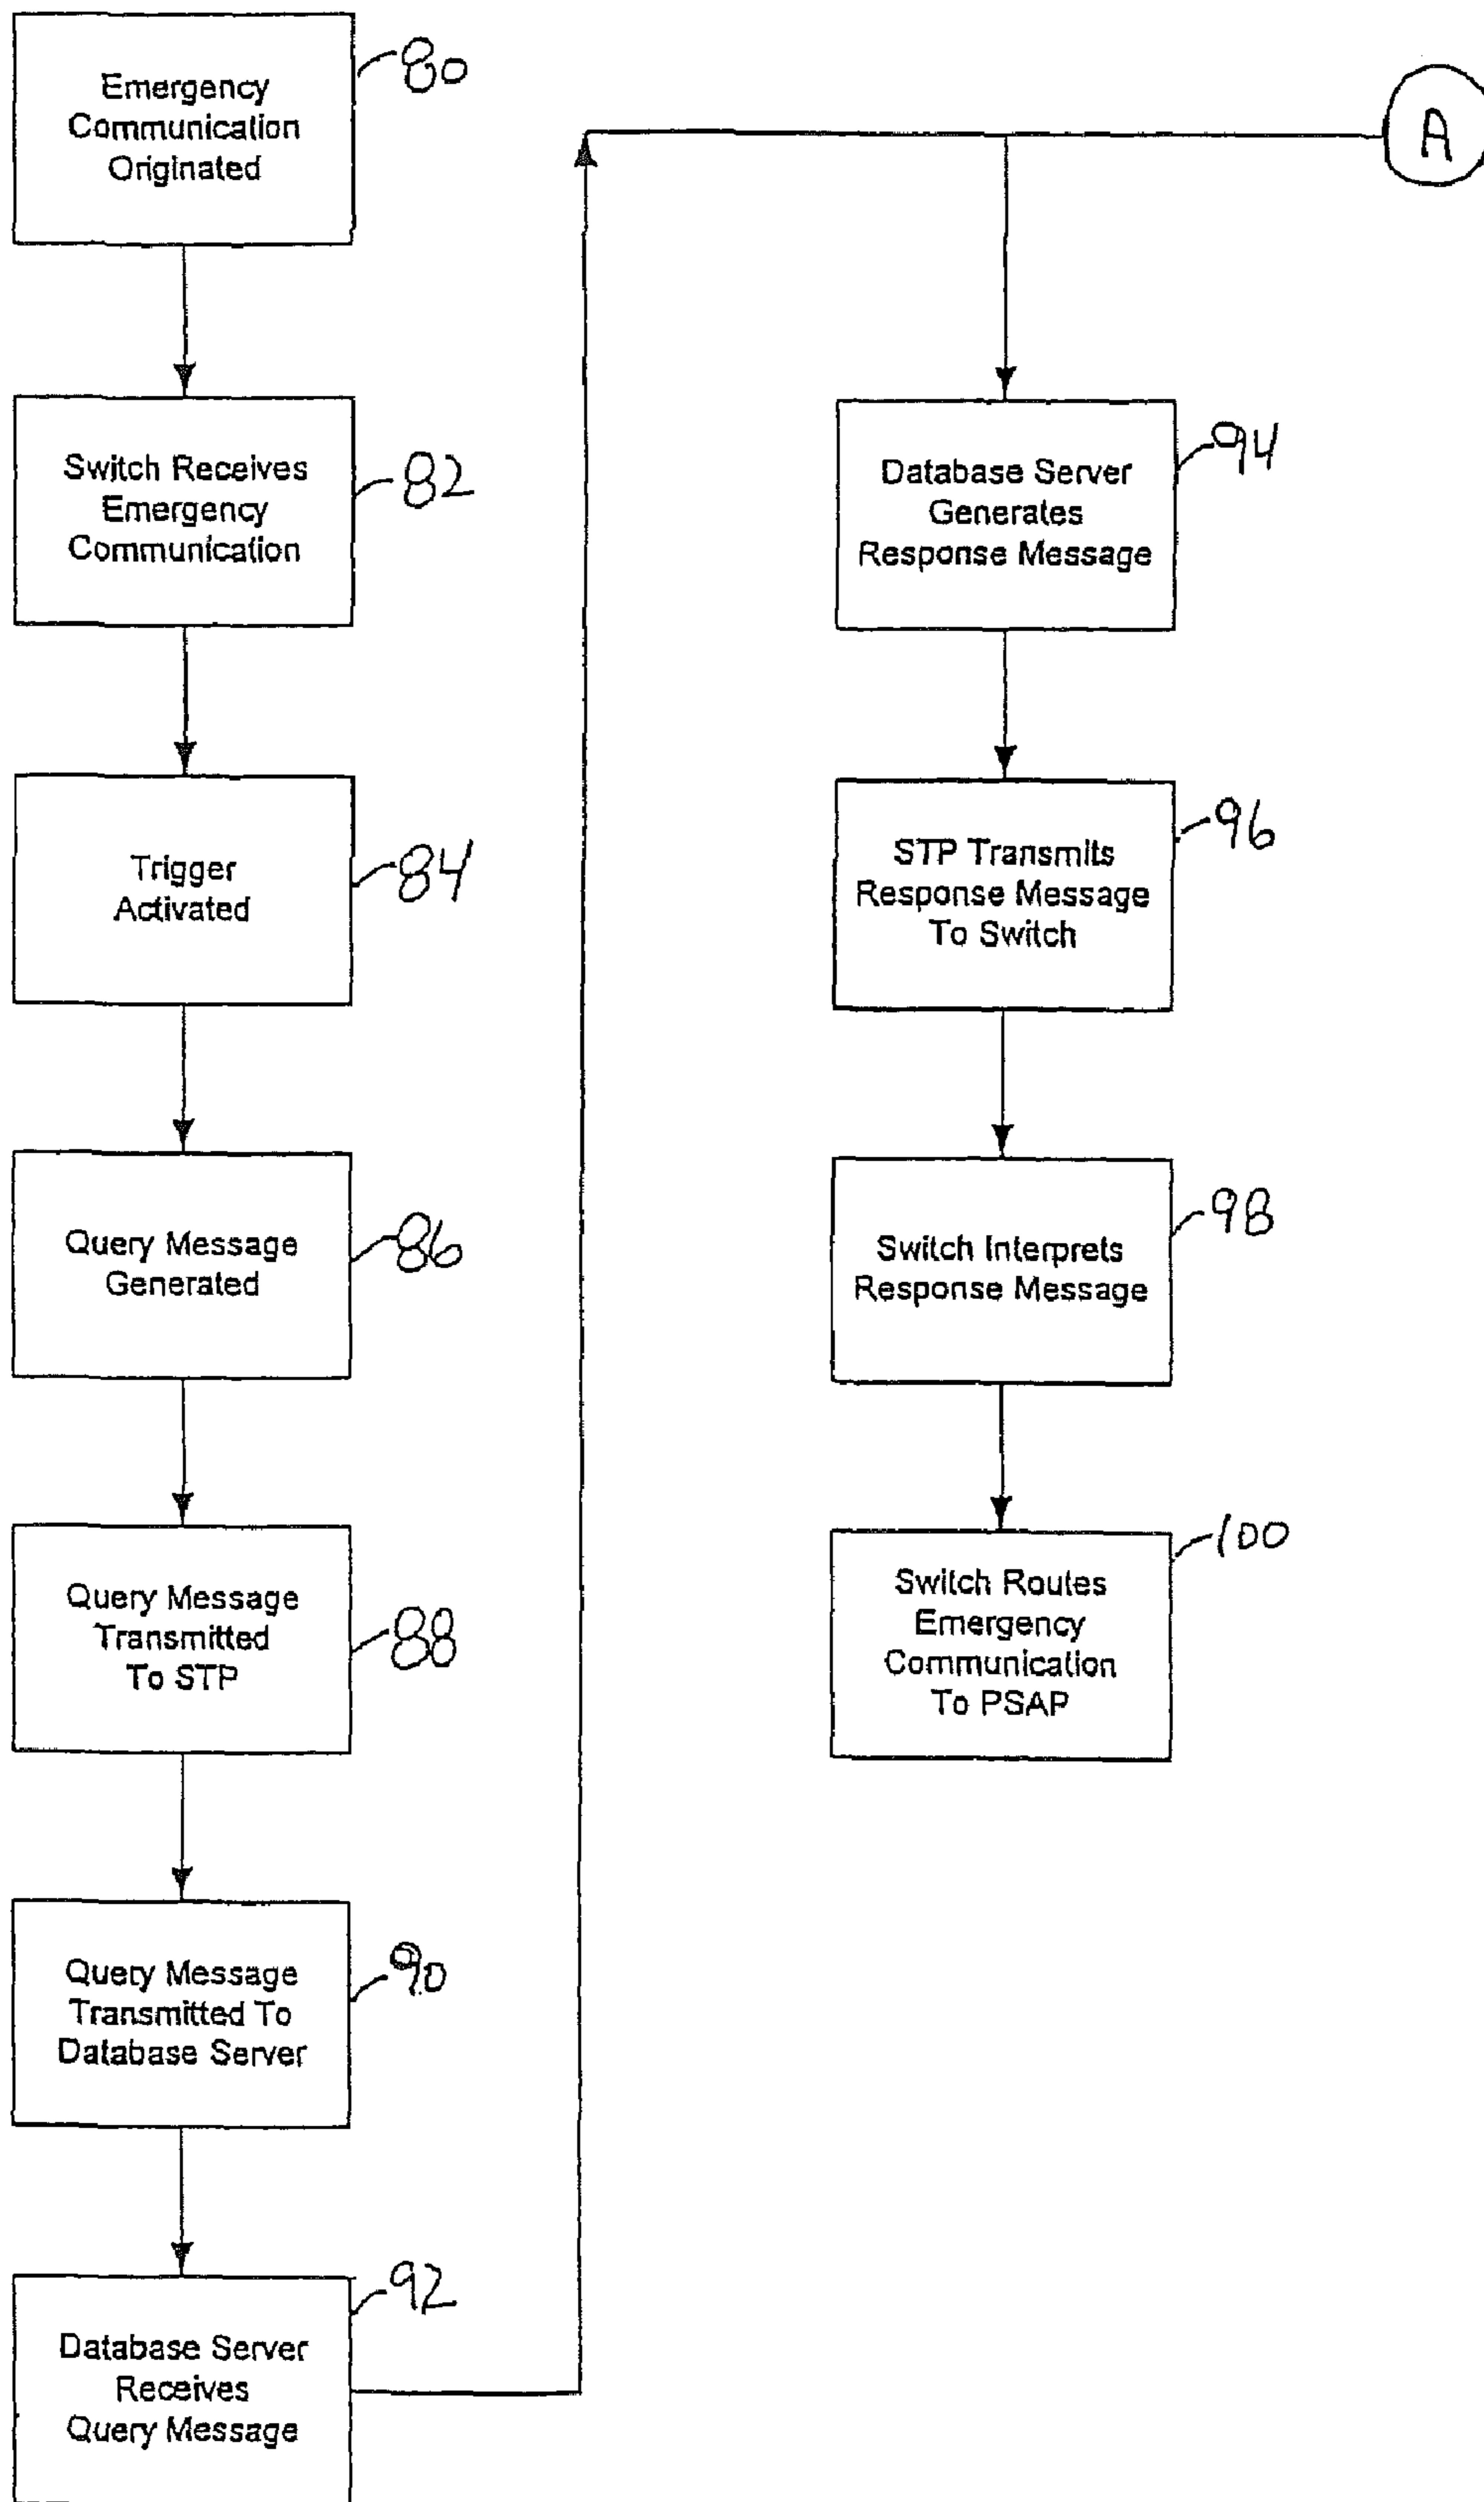 Emergency
Communication
Originated
80
Switch Receives
Emergency
Communication
82
Trigger
Activated
84
Query Message
Generated
86
Query Message
Transmitted
To STP
88
Query Message
Transmitted To
Database Server
90
Database Server
Receives
Query Message
92
A
Database Server
Generates
Response Message
94
STP Transmits
Response Message
To Switch
96
Switch Interprets
Response Message
98
Switch Routes
Emergency
Communication
To PSAP
100